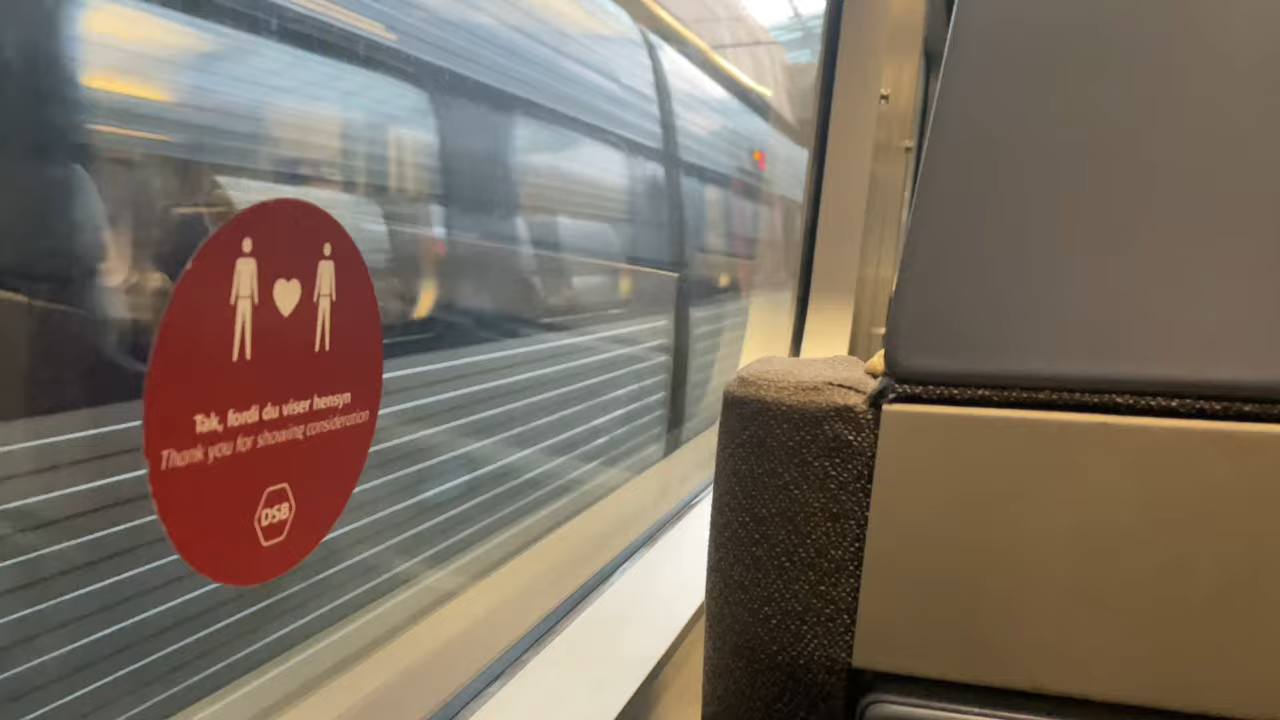 Tak, fordi du viser hensyn
Thank you for showing consideration
DSB